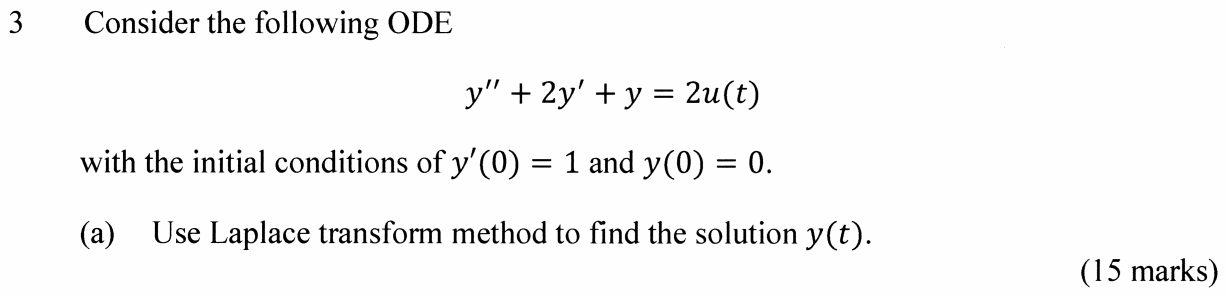 3 Consider the following ODE
y′′ + 2y′ + y = 2u(t)
with the initial conditions of y′(0) = 1 and y(0) = 0.
(a) Use Laplace transform method to find the solution y(t).
(15 marks)